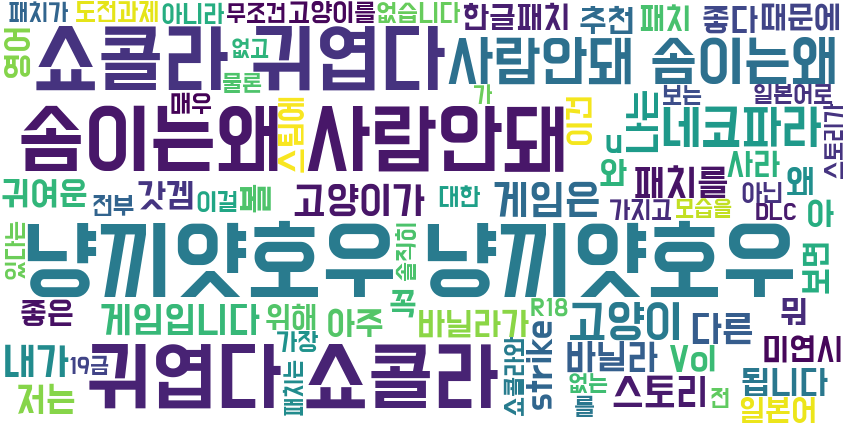 패치가 도전과제 아니라 무조건 고양이를 없습니다 한글패치 추천 패치 좋다 때문에
영어 쇼콜라 귀엽다 없고 물론 사람안돼 솜이는왜
매우 가 보는 일본어로
솜이는왜 스팀에 사람안돼 이건 나는 u 네코파라 스토리가
귀여운 전부 갓겜 이걸 풀 고양이가 대한 게임은 와 패치를 사라 왜
가지고 모습을 아닌 DLC 아
있다는 냥끼얏호우 솔직히 냥끼얏호우 보면
좋은 게임입니다 위해 아주 꼭 바닐라가 R18 고양이 다른 뭐
내가 19금 귀엽다 가장 쇼콜라 strike 바닐라 Vol 미연시
저는 패치는 쇼콜라와 없는 를 스토리 전 됩니다 일본어